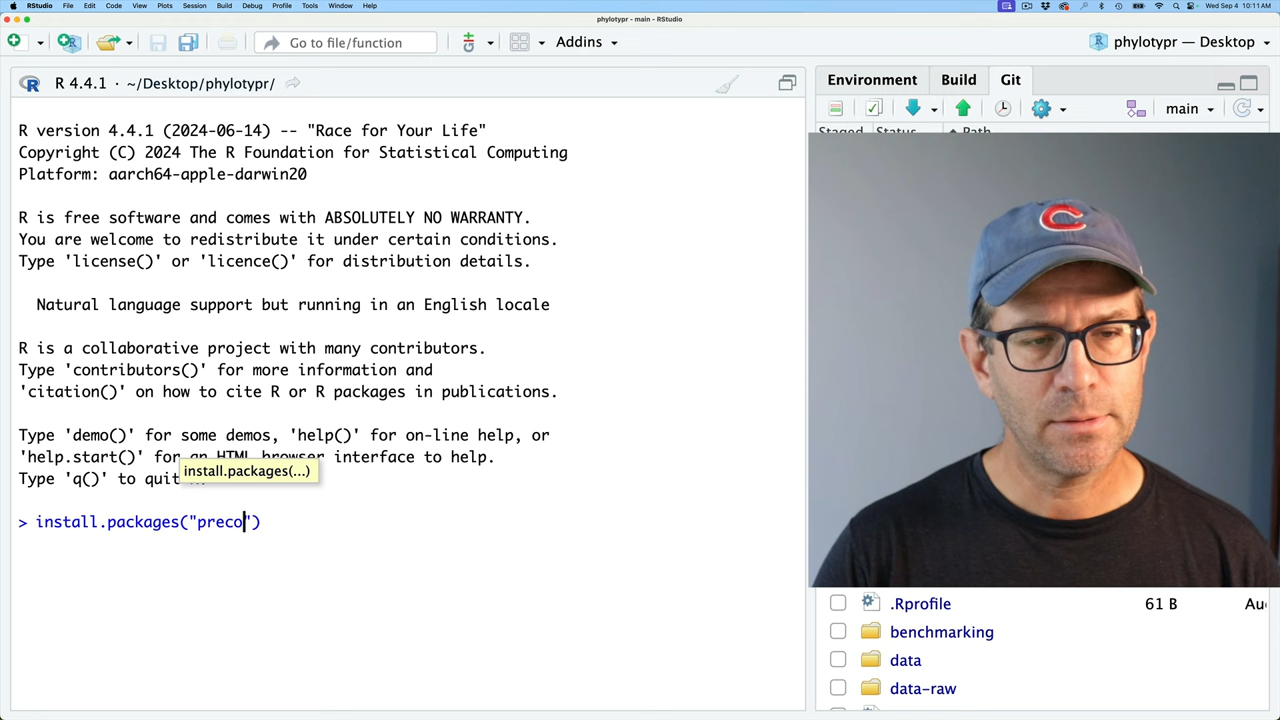 RStudio File Edit Code View Plots Session Build Debug Profile Tools Window Help
Wed Sep 4 10:11 AM
phylotypr - main - RStudio
Go to file/function
Addins
phylotypr — Desktop
R 4.4.1 · ~/Desktop/phylotypr/
Environment Build Git
main
Staged Status Path
R version 4.4.1 (2024-06-14) -- "Race for Your Life"
Copyright (C) 2024 The R Foundation for Statistical Computing
Platform: aarch64-apple-darwin20
R is free software and comes with ABSOLUTELY NO WARRANTY.
You are welcome to redistribute it under certain conditions.
Type 'license()' or 'licence()' for distribution details.
Natural language support but running in an English locale
R is a collaborative project with many contributors.
Type 'contributors()' for more information and
'citation()' on how to cite R or R packages in publications.
Type 'demo()' for some demos, 'help()' for on-line help, or
'help.start()' for an HTML browser interface to help.
Type 'q()' to quit
install.packages(...)
> install.packages("preco")
C
.Rprofile 61 B
benchmarking
data
data-raw